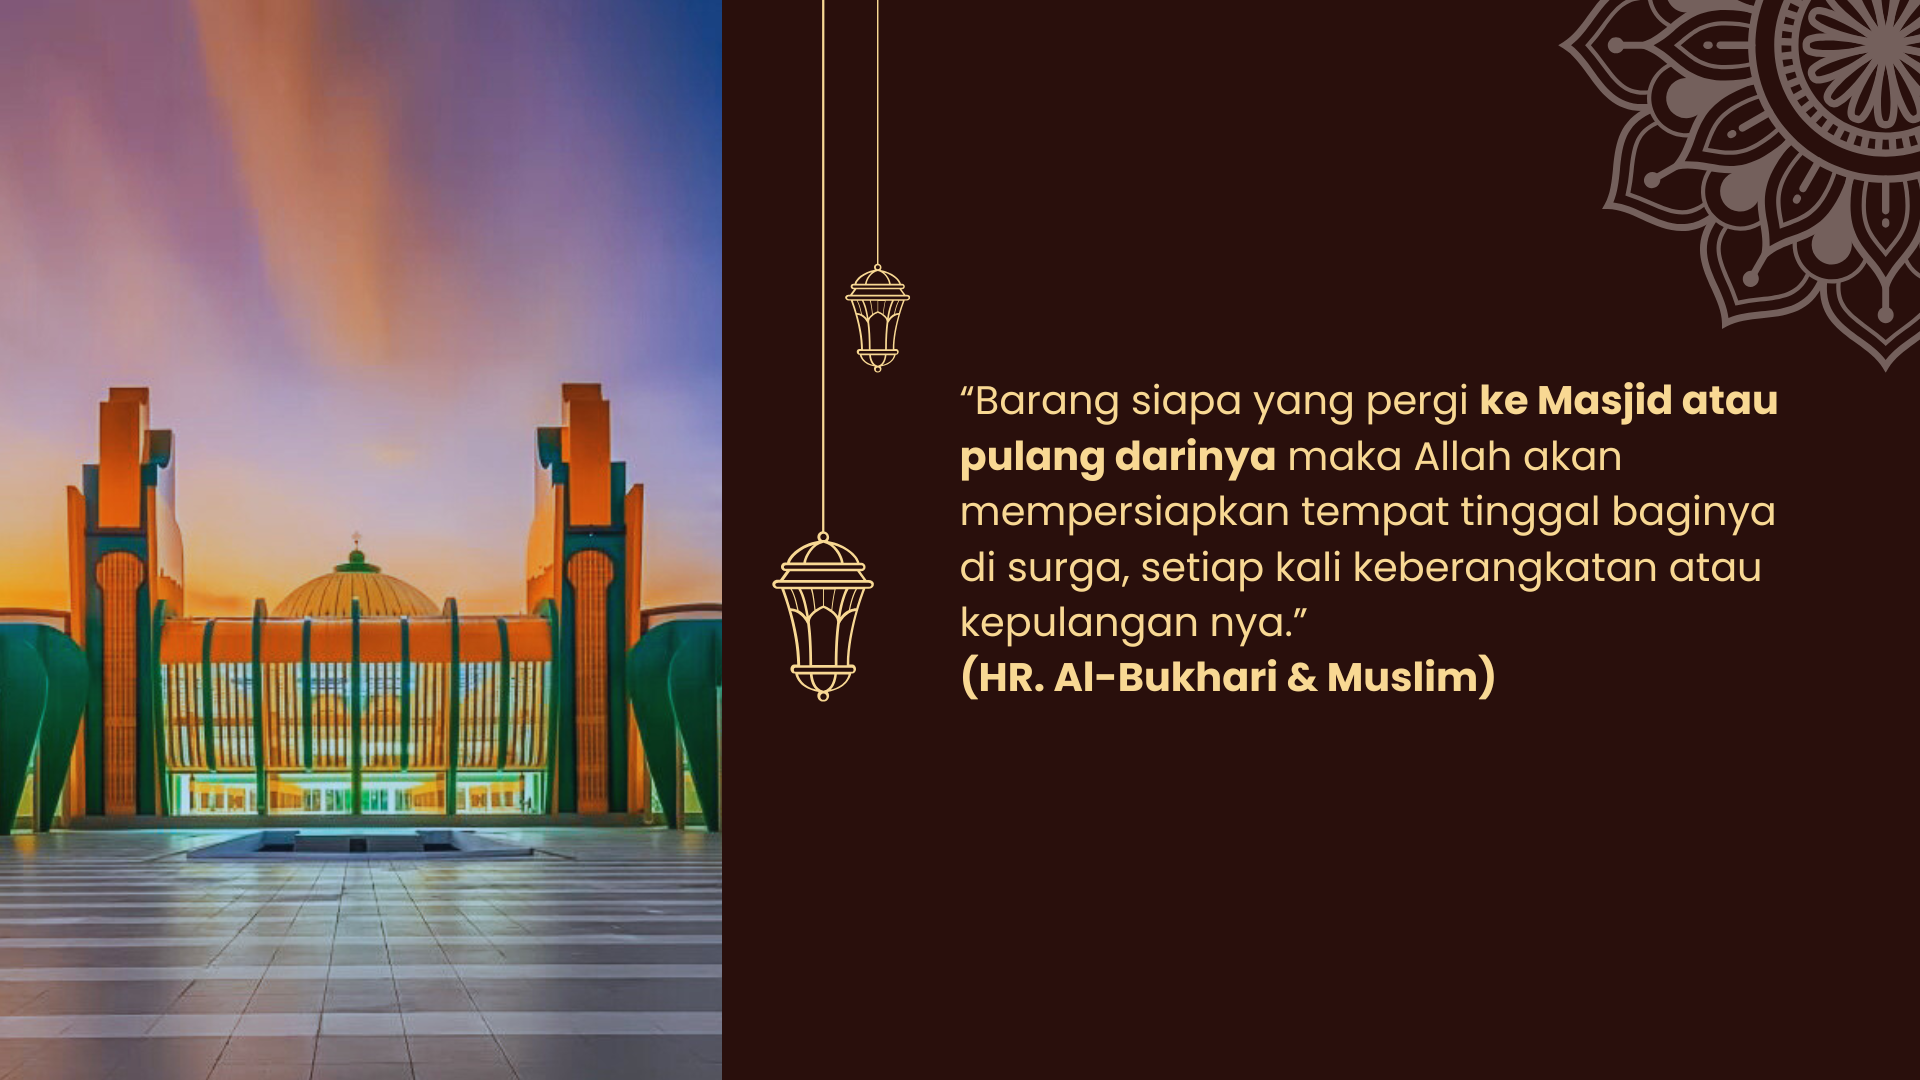 “Barang siapa yang pergi ke Masjid atau
pulang darinya maka Allah akan
mempersiapkan tempat tinggal baginya
di surga, setiap kali keberangkatan atau
kepulangan nya.”
(HR. Al-Bukhari & Muslim)